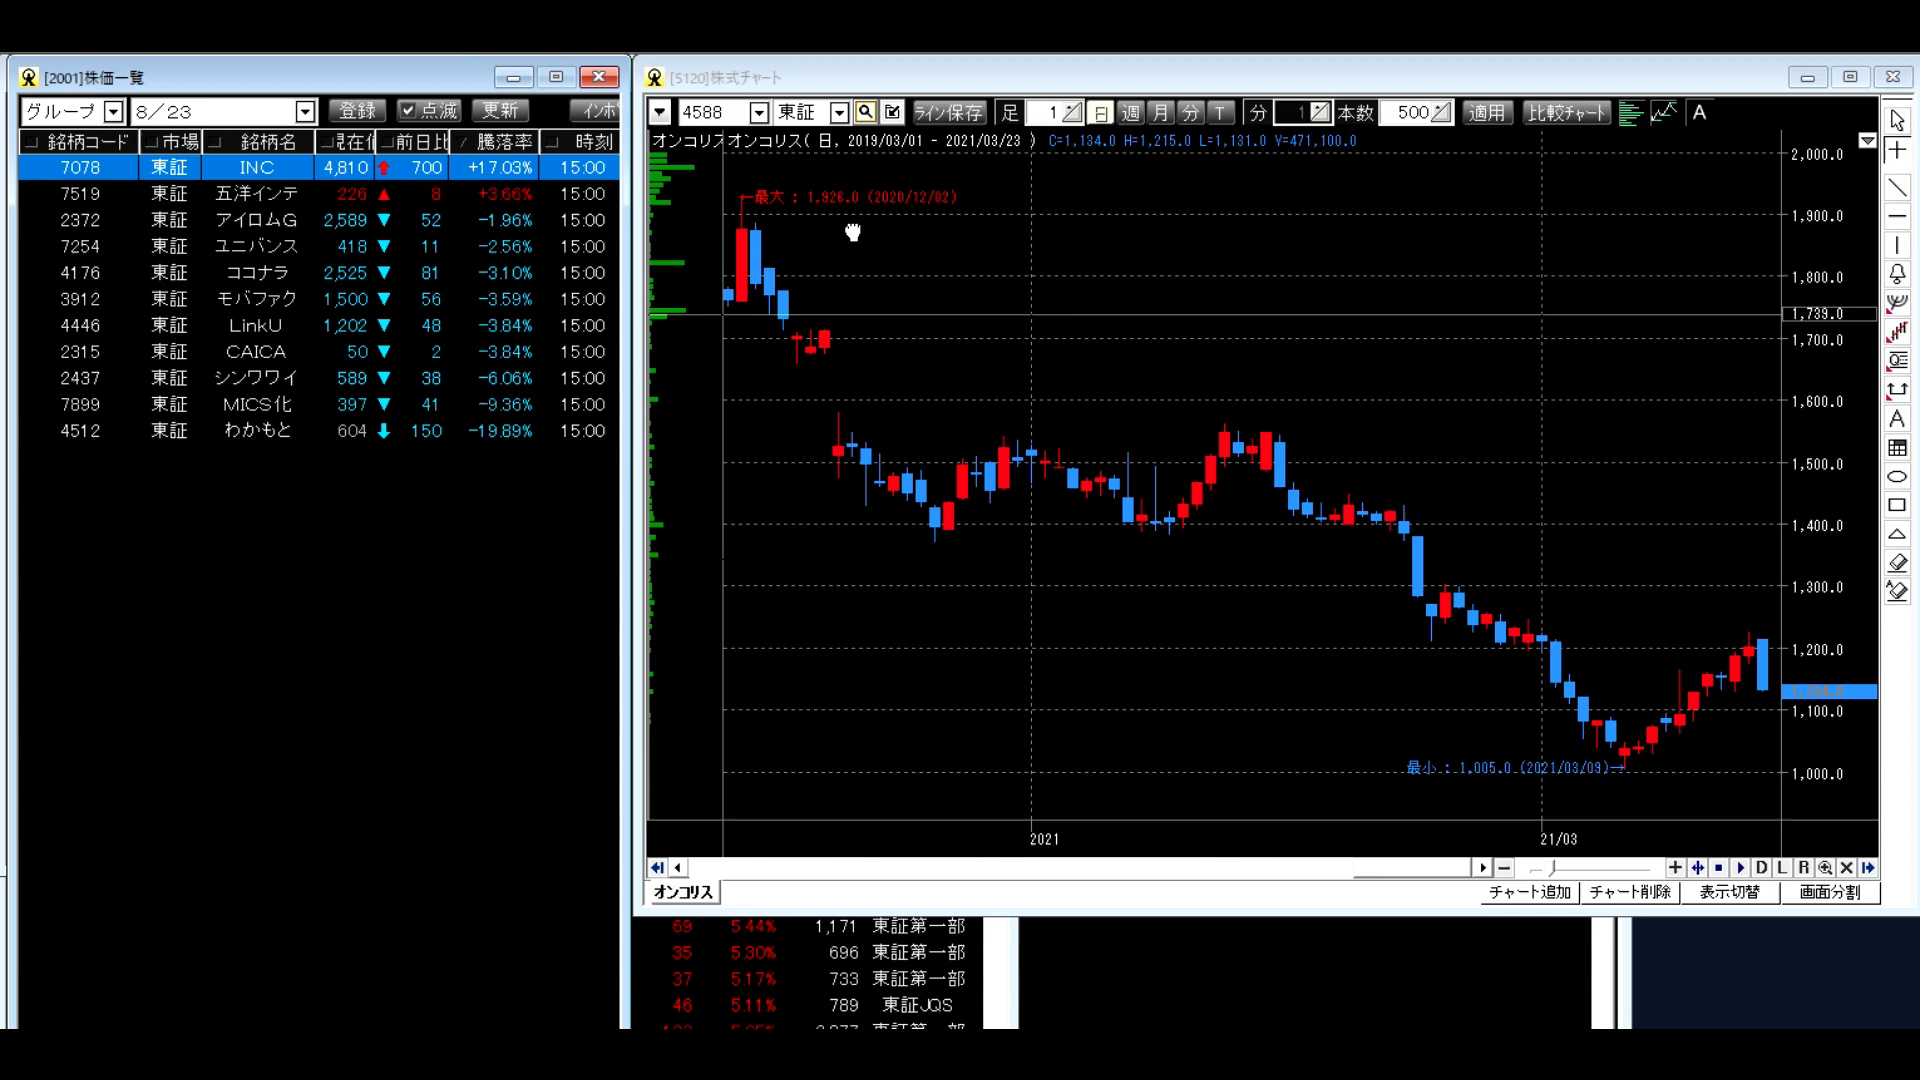 [2001]株価一覧
グループ 8／23 登録 点滅 更新
銘柄コード 市場 銘柄名 前日比 騰落率 時刻
7078 東証 INC 4,810 700 +17.03% 15:00
7519 東証 五洋インテ 226 ▲ 8 +3.66% 15:00
2372 東証 アイロムG 2,589 ▼ 52 -1.96% 15:00
7254 東証 ユニバンス 418 ▼ 11 -2.56% 15:00
4176 東証 ココナラ 2,525 ▼ 81 -3.10% 15:00
3912 東証 モバファク 1,500 ▼ 56 -3.59% 15:00
4446 東証 LinkU 1,202 ▼ 48 -3.84% 15:00
2315 東証 CAICA 50 ▼ 2 -3.84% 15:00
2437 東証 シンワワイ 589 ▼ 38 -6.06% 15:00
7899 東証 MICS化 397 ▼ 41 -9.36% 15:00
4512 東証 わかもと 604 150 -19.89% 15:00
[5120]株式チャート
4588 東証 ライン保存 足 1 日 週 月 分 T 分 1 本数 500 適用 比較チャート A
オンコリスオンコリス( 日, 2019/03/01 - 2021/03/23 ) C=1,134.0 H=1,215.0 L=1,131.0 V=471,100.0
←最大 : 1,926.0 (2020/12/02)
2,000.0
1,900.0
1,800.0
1,739.0
1,700.0
1,600.0
1,500.0
1,400.0
1,300.0
1,200.0
1,134.0
1,100.0
1,000.0
最小 : 1,005.0 (2021/03/09)→
2021 21/03
D L R
オンコリス チャート追加 チャート削除 表示切替 画面分割
69 5.44% 1,171 東証第一部
35 5.30% 696 東証第一部
37 5.17% 733 東証第一部
46 5.11% 789 東証JQS